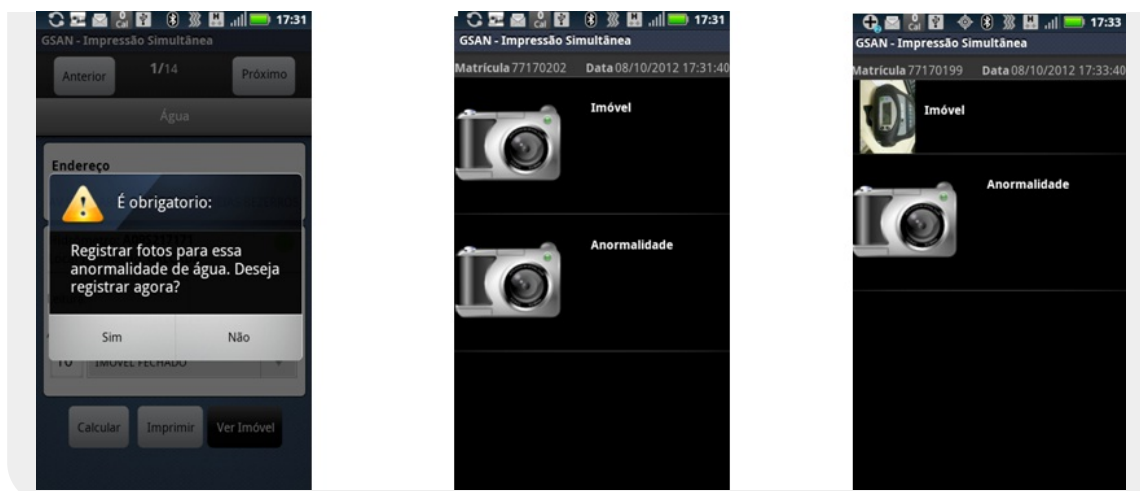 17:31
GSAN - Impressão Simultânea
Anterior
1/14
Próximo
Água
Endereço
É obrigatorio:
Registrar fotos para essa
anormalidade de água. Deseja
registrar agora?
Sim
Não
10
IMOVEL FECHADO
Calcular
Imprimir
Ver Imóvel
17:31
GSAN - Impressão Simultânea
Matrícula 77170202 Data 08/10/2012 17:31:40
Imóvel
Anormalidade
17:33
GSAN - Impressão Simultânea
Matrícula 77170199 Data 08/10/2012 17:33:40
Imóvel
Anormalidade